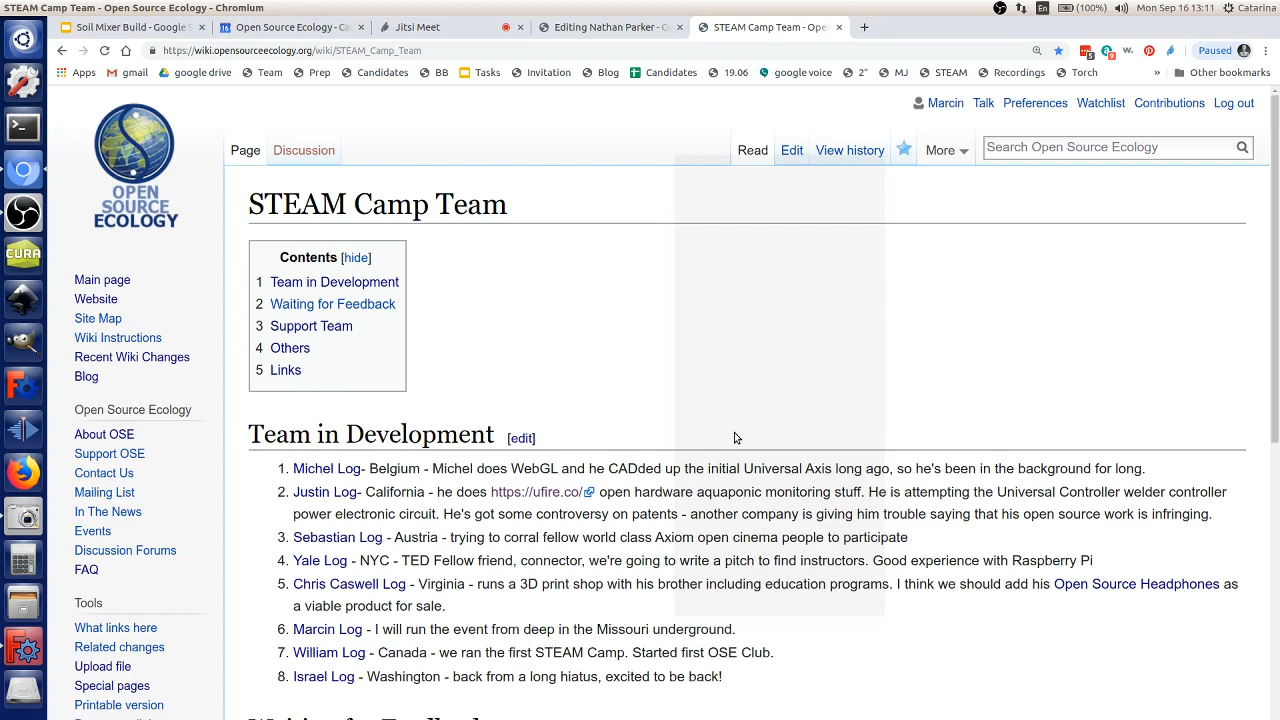 STEAM Camp Team - Open Source Ecology - Chromium
En (100%) Mon Sep 16 13:11 Catarina
Soil Mixer Build - Google S × Open Source Ecology - Ca × Jitsi Meet × Editing Nathan Parker - O × STEAM Camp Team - Open ×
https://wiki.opensourceecology.org/wiki/STEAM_Camp_Team Paused
Apps gmail google drive Team Prep Candidates BB Tasks Invitation Blog Candidates 19.06 google voice 2" MJ STEAM Recordings Torch » Other bookmarks
Marcin Talk Preferences Watchlist Contributions Log out
Page Discussion Read Edit View history More Search Open Source Ecology
OPEN
SOURCE
ECOLOGY
CURA
Main page
Website
Site Map
Wiki Instructions
Recent Wiki Changes
Blog
Open Source Ecology
About OSE
Support OSE
Contact Us
Mailing List
In The News
Events
Discussion Forums
FAQ
Tools
What links here
Related changes
Upload file
Special pages
Printable version
STEAM Camp Team
Contents [hide]
1 Team in Development
2 Waiting for Feedback
3 Support Team
4 Others
5 Links
Team in Development [edit]
1. Michel Log- Belgium - Michel does WebGL and he CADded up the initial Universal Axis long ago, so he's been in the background for long.
2. Justin Log- California - he does https://ufire.co/ open hardware aquaponic monitoring stuff. He is attempting the Universal Controller welder controller
power electronic circuit. He's got some controversy on patents - another company is giving him trouble saying that his open source work is infringing.
3. Sebastian Log - Austria, trying to corral fellow world class Axiom open cinema people to participate
4. Yale Log - NYC - TED Fellow friend, connector, we're going to write a pitch to find instructors. Good experience with Raspberry Pi
5. Chris Caswell Log - Virginia - runs a 3D print shop with his brother including education programs. I think we should add his Open Source Headphones as
a viable product for sale.
6. Marcin Log - I will run the event from deep in the Missouri underground.
7. William Log - Canada - we ran the first STEAM Camp. Started first OSE Club.
8. Israel Log - Washington - back from a long hiatus, excited to be back!